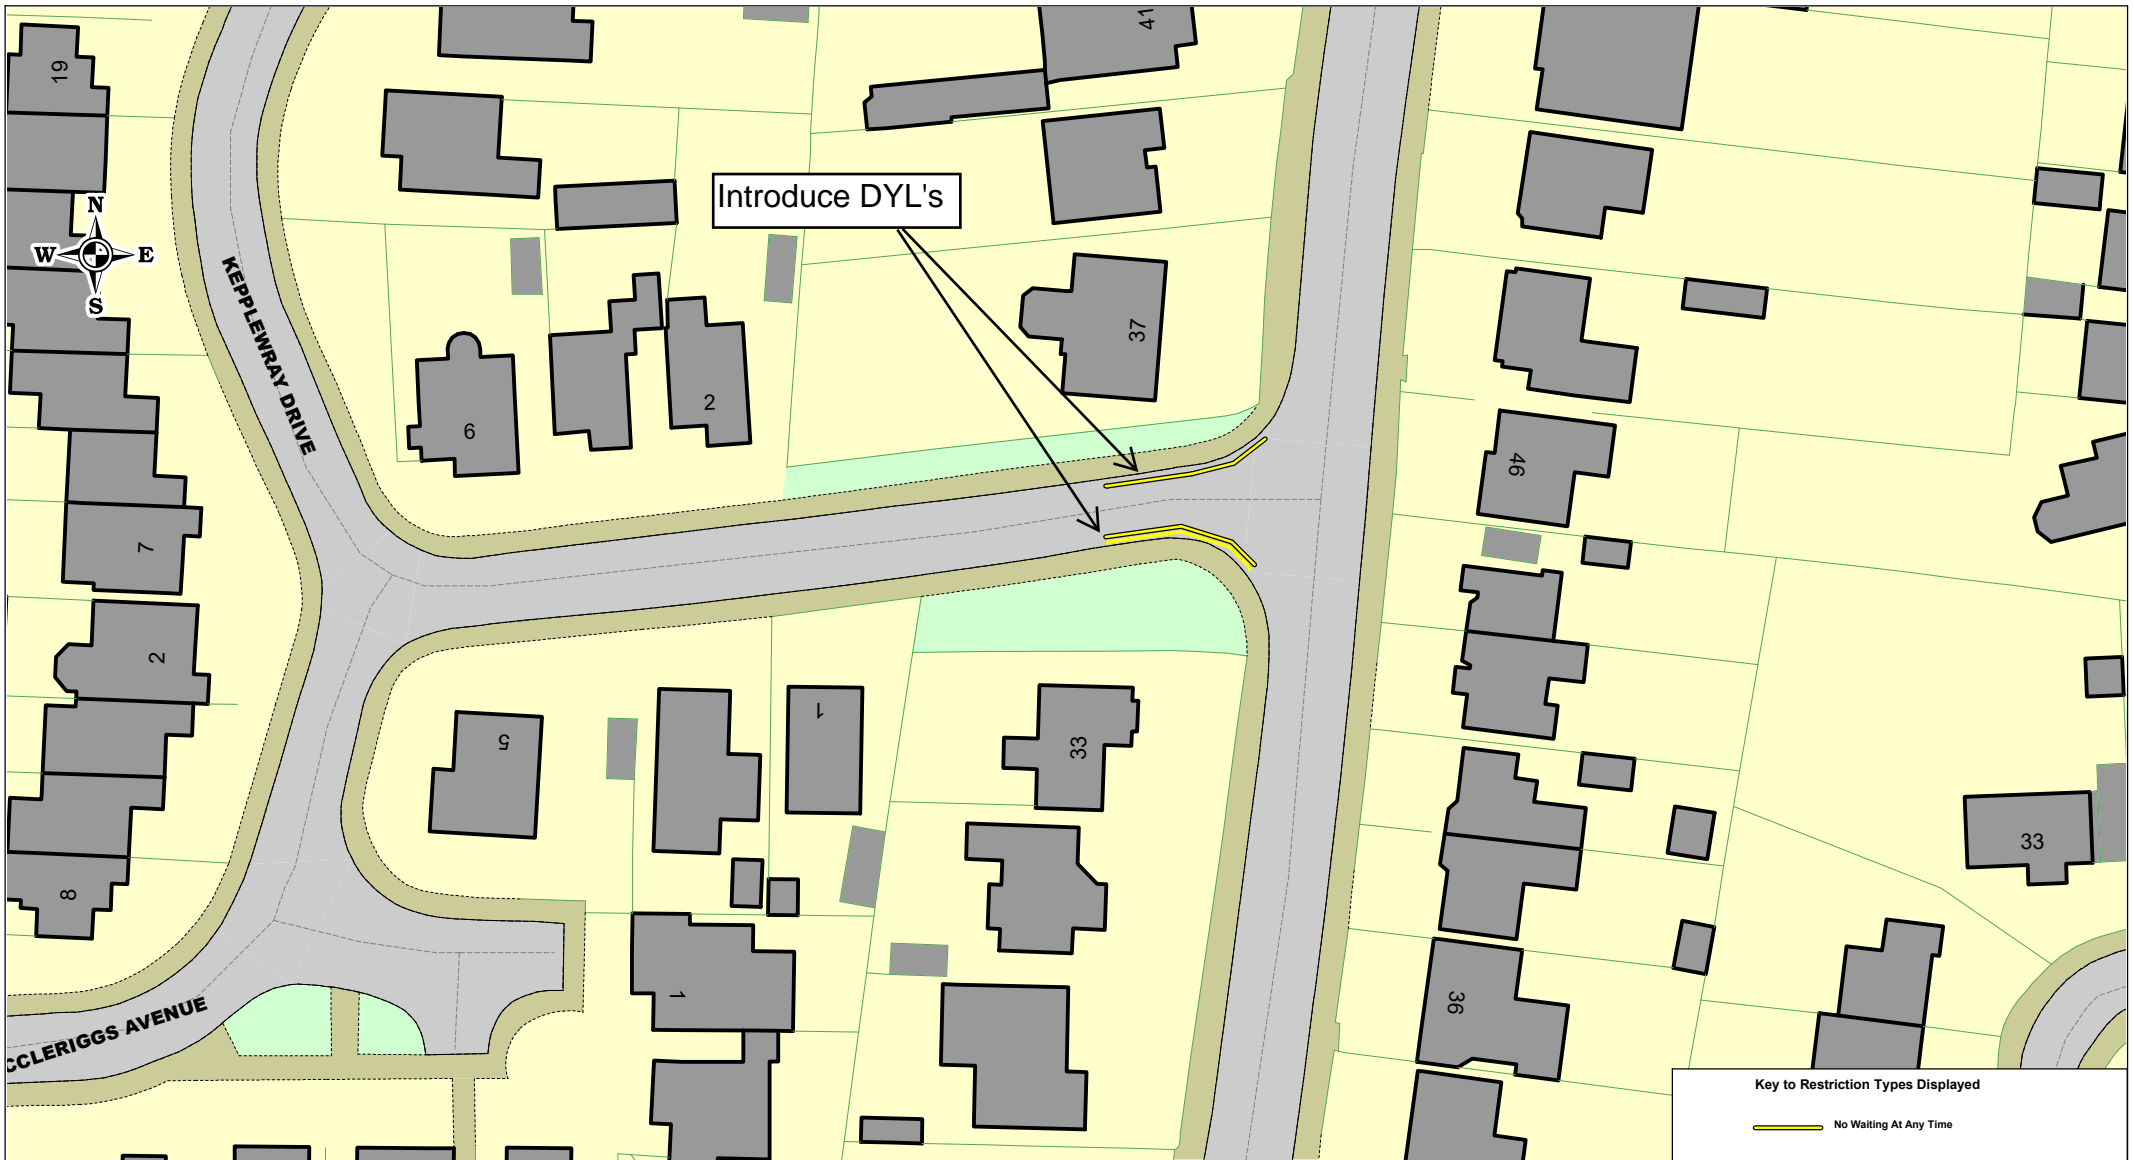 19
41
N
W E
S
Introduce DYL's
KEPPLEWRAY DRIVE
37
6
2
46
7
2
5
1
33
33
8
1
36
CCLERIGGS AVENUE
Key to Restriction Types Displayed
No Waiting At Any Time